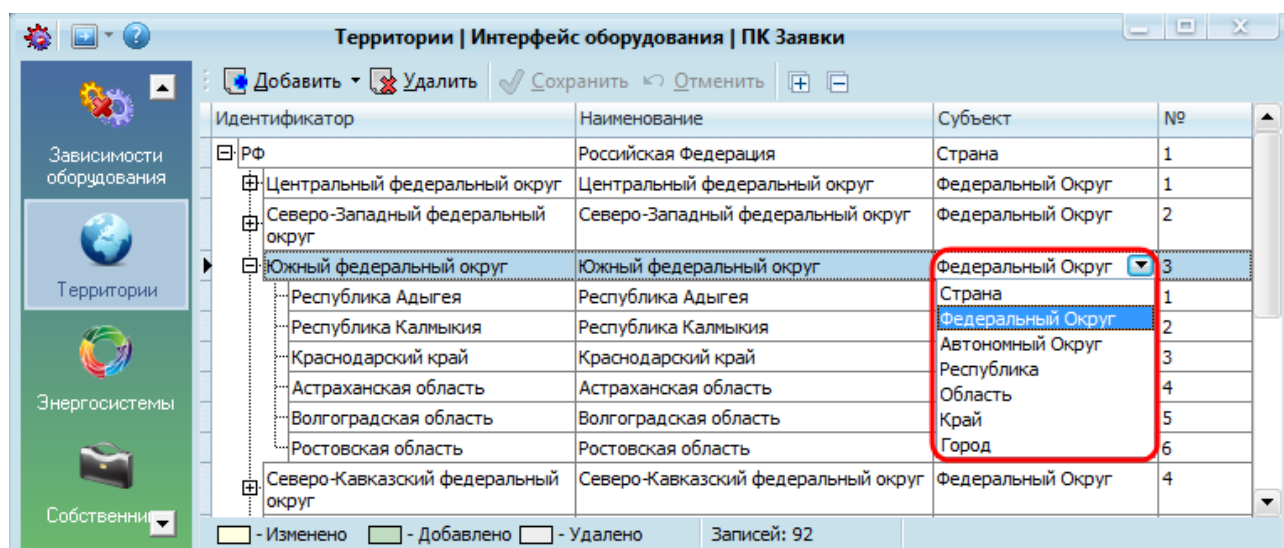 Территории | Интерфейс оборудования | ПК Заявки
Добавить Удалить Сохранить Отменить
Зависимости
оборудования
Территории
Энергосистемы
Собственни
Идентификатор Наименование Субъект №
РФ Российская Федерация Страна 1
Центральный федеральный округ Центральный федеральный округ Федеральный Округ 1
Северо-Западный федеральный Северо-Западный федеральный округ Федеральный Округ 2
округ
Южный федеральный округ Южный федеральный округ Федеральный Округ 3
Республика Адыгея Республика Адыгея 1
Республика Калмыкия Республика Калмыкия 2
Краснодарский край Краснодарский край 3
Астраханская область Астраханская область 4
Волгоградская область Волгоградская область 5
Ростовская область Ростовская область 6
Страна
Федеральный Округ
Автономный Округ
Республика
Область
Край
Город
Северо-Кавказский федеральный Северо-Кавказский федеральный округ Федеральный Округ 4
округ
- Изменено - Добавлено - Удалено Записей: 92